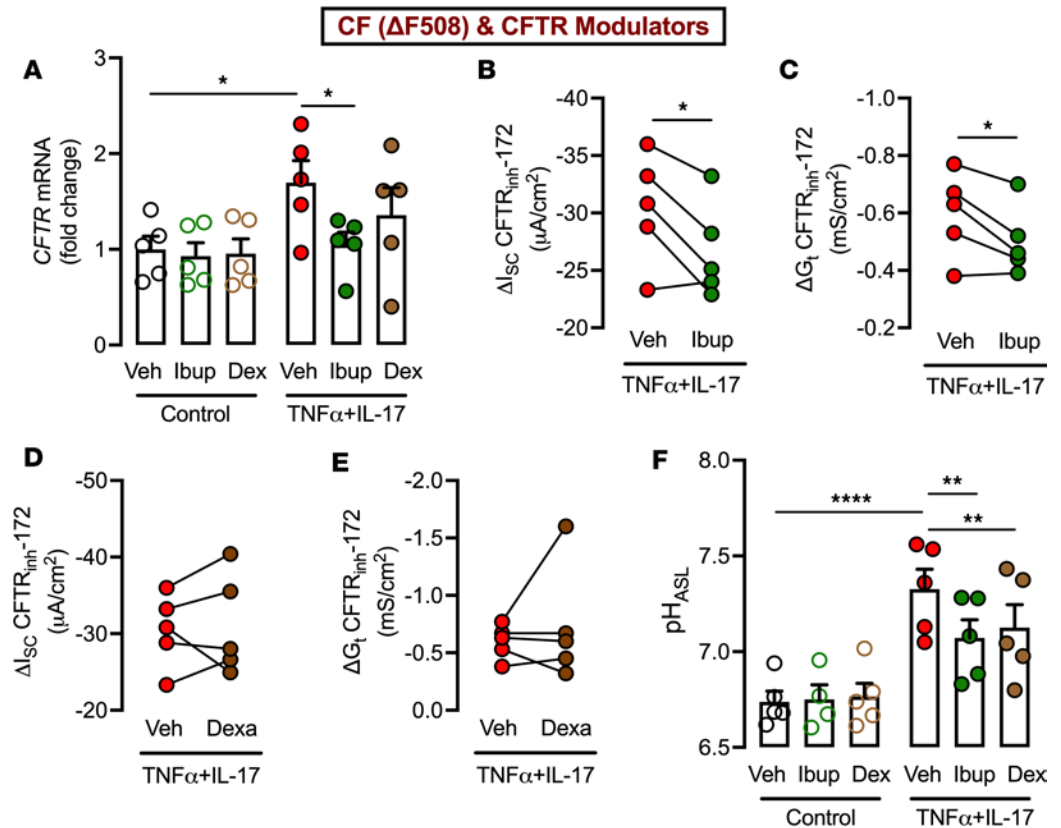 CF (ΔF508) & CFTR Modulators
A
CFTR mRNA
(fold change)
3
2
1
0
*
*
Veh Ibup Dex Veh Ibup Dex
Control TNFα+IL-17
B
ΔISC CFTRinh-172
(µA/cm2)
-40
-35
-30
-25
-20
*
Veh Ibup
TNFα+IL-17
C
ΔGt CFTRinh-172
(mS/cm2)
-1.0
-0.8
-0.6
-0.4
-0.2
*
Veh Ibup
TNFα+IL-17
D
ΔISC CFTRinh-172
(µA/cm2)
-50
-40
-30
-20
Veh Dexa
TNFα+IL-17
E
ΔGt CFTRinh-172
(mS/cm2)
-2.0
-1.5
-1.0
-0.5
0.0
Veh Dexa
TNFα+IL-17
F
pHASL
8.0
7.5
7.0
6.5
****
**
**
Veh Ibup Dex Veh Ibup Dex
Control TNFα+IL-17